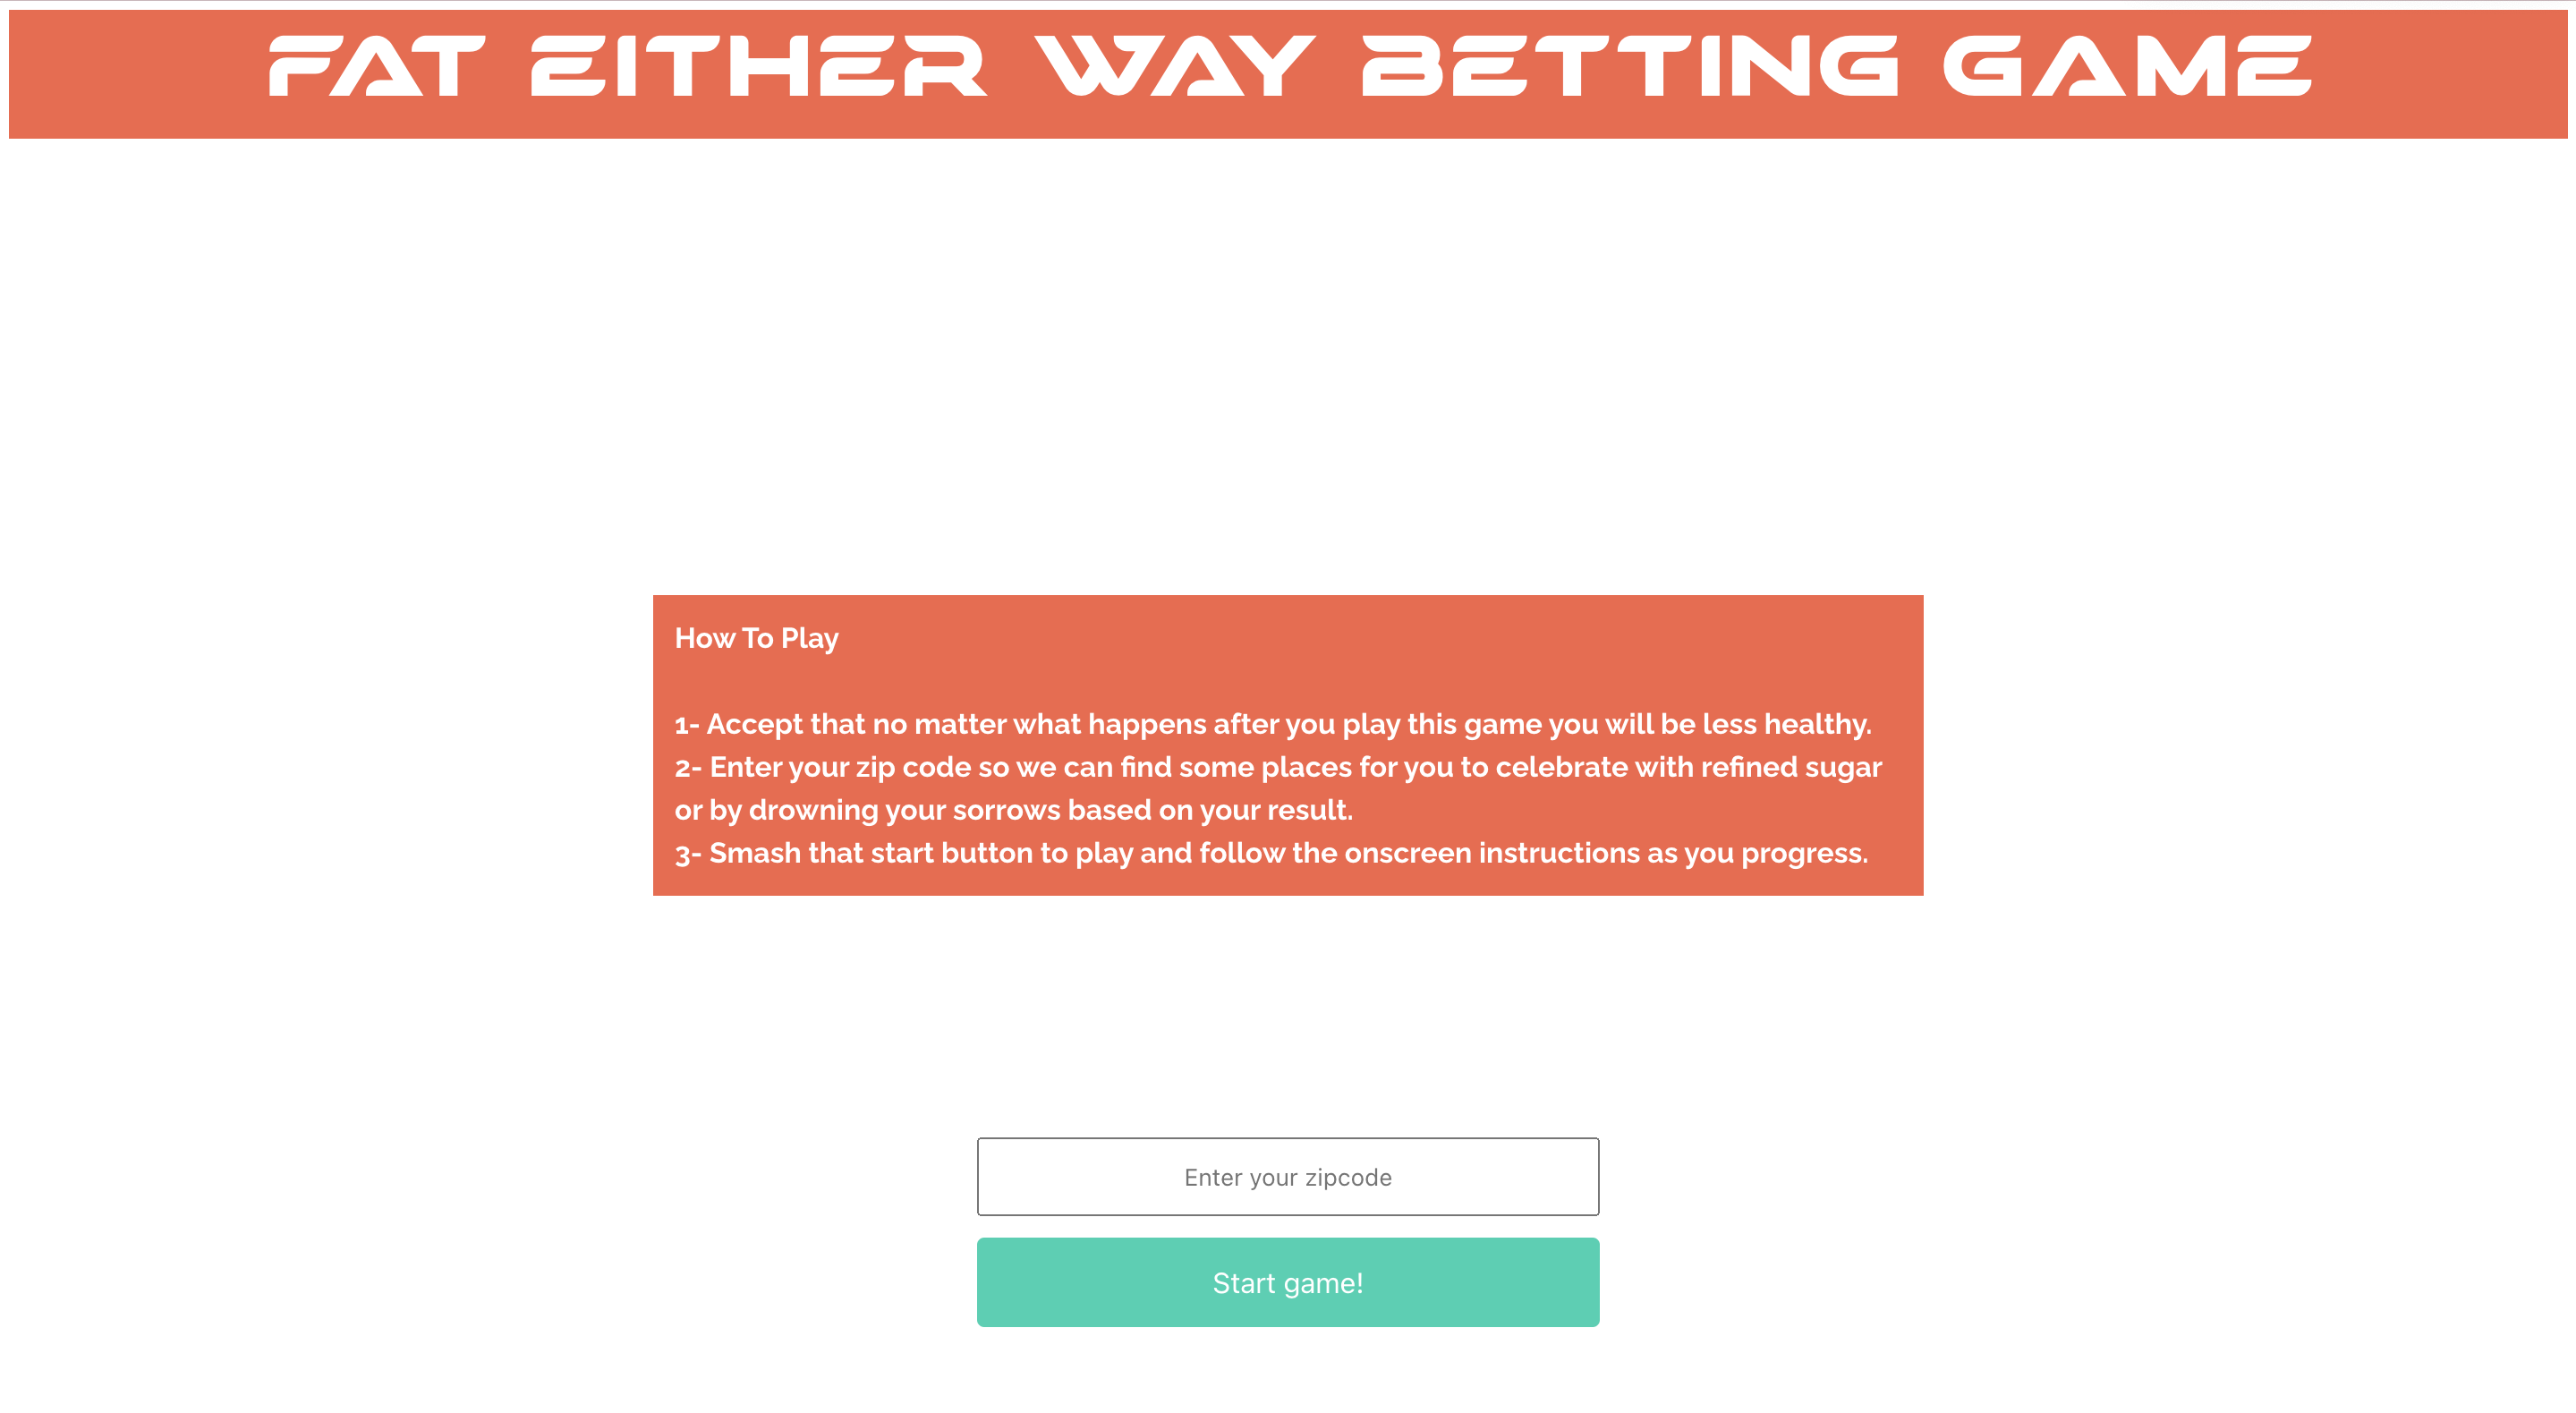 FAT EITHER WAY BETTING GAME
How To Play
1- Accept that no matter what happens after you play this game you will be less healthy.
2- Enter your zip code so we can find some places for you to celebrate with refined sugar
or by drowning your sorrows based on your result.
3- Smash that start button to play and follow the onscreen instructions as you progress.
Enter your zipcode
Start game!